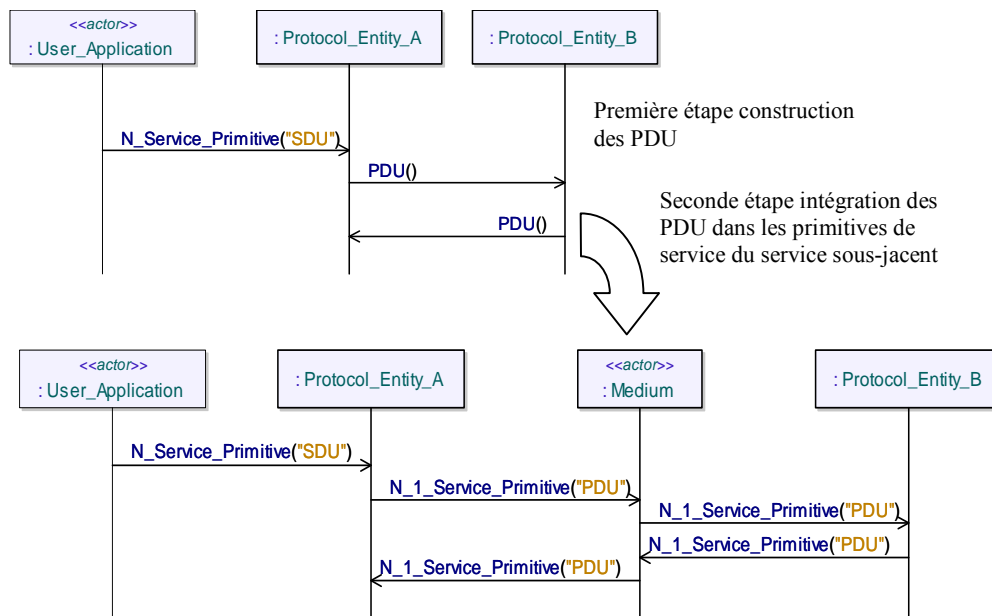 <<actor>>
: User_Application
: Protocol_Entity_A
: Protocol_Entity_B
Première étape construction
des PDU
N_Service_Primitive("SDU")
PDU()
Seconde étape intégration des
PDU dans les primitives de
service du service sous-jacent
PDU()
<<actor>>
: User_Application
: Protocol_Entity_A
<<actor>>
: Medium
: Protocol_Entity_B
N_Service_Primitive("SDU")
N_1_Service_Primitive("PDU")
N_1_Service_Primitive("PDU")
N_1_Service_Primitive("PDU")
N_1_Service_Primitive("PDU")